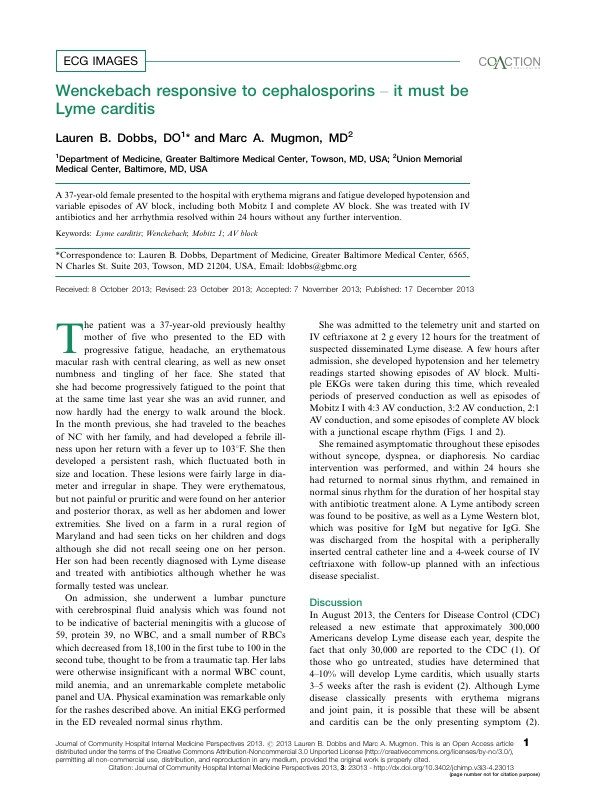 ECG IMAGES
COACTION
Wenckebach responsive to cephalosporins – it must be
Lyme carditis
Lauren B. Dobbs, DO1* and Marc A. Mugmon, MD2
1Department of Medicine, Greater Baltimore Medical Center, Towson, MD, USA; 2Union Memorial
Medical Center, Baltimore, MD, USA
A 37-year-old female presented to the hospital with erythema migrans and fatigue developed hypotension and
variable episodes of AV block, including both Mobitz I and complete AV block. She was treated with IV
antibiotics and her arrhythmia resolved within 24 hours without any further intervention.
Keywords: Lyme carditis; Wenckebach; Mobitz 1; AV block
*Correspondence to: Lauren B. Dobbs, Department of Medicine, Greater Baltimore Medical Center, 6565,
N Charles St. Suite 203, Towson, MD 21204, USA, Email: ldobbs@gbmc.org
Received: 8 October 2013; Revised: 23 October 2013; Accepted: 7 November 2013; Published: 17 December 2013
The patient was a 37-year-old previously healthy
mother of five who presented to the ED with
progressive fatigue, headache, an erythematous
macular rash with central clearing, as well as new onset
numbness and tingling of her face. She stated that
she had become progressively fatigued to the point that
at the same time last year she was an avid runner, and
now hardly had the energy to walk around the block.
In the month previous, she had traveled to the beaches
of NC with her family, and had developed a febrile ill-
ness upon her return with a fever up to 103°F. She then
developed a persistent rash, which fluctuated both in
size and location. These lesions were fairly large in dia-
meter and irregular in shape. They were erythematous,
but not painful or pruritic and were found on her anterior
and posterior thorax, as well as her abdomen and lower
extremities. She lived on a farm in a rural region of
Maryland and had seen ticks on her children and dogs
although she did not recall seeing one on her person.
Her son had been recently diagnosed with Lyme disease
and treated with antibiotics although whether he was
formally tested was unclear.
On admission, she underwent a lumbar puncture
with cerebrospinal fluid analysis which was found not
to be indicative of bacterial meningitis with a glucose of
59, protein 39, no WBC, and a small number of RBCs
which decreased from 18,100 in the first tube to 100 in the
second tube, thought to be from a traumatic tap. Her labs
were otherwise insignificant with a normal WBC count,
mild anemia, and an unremarkable complete metabolic
panel and UA. Physical examination was remarkable only
for the rashes described above. An initial EKG performed
in the ED revealed normal sinus rhythm.
She was admitted to the telemetry unit and started on
IV ceftriaxone at 2 g every 12 hours for the treatment of
suspected disseminated Lyme disease. A few hours after
admission, she developed hypotension and her telemetry
readings started showing episodes of AV block. Multi-
ple EKGs were taken during this time, which revealed
periods of preserved conduction as well as episodes of
Mobitz I with 4:3 AV conduction, 3:2 AV conduction, 2:1
AV conduction, and some episodes of complete AV block
with a junctional escape rhythm (Figs. 1 and 2).
She remained asymptomatic throughout these episodes
without syncope, dyspnea, or diaphoresis. No cardiac
intervention was performed, and within 24 hours she
had returned to normal sinus rhythm, and remained in
normal sinus rhythm for the duration of her hospital stay
with antibiotic treatment alone. A Lyme antibody screen
was found to be positive, as well as a Lyme Western blot,
which was positive for IgM but negative for IgG. She
was discharged from the hospital with a peripherally
inserted central catheter line and a 4-week course of IV
ceftriaxone with follow-up planned with an infectious
disease specialist.
Discussion
In August 2013, the Centers for Disease Control (CDC)
released a new estimate that approximately 300,000
Americans develop Lyme disease each year, despite the
fact that only 30,000 are reported to the CDC (1). Of
those who go untreated, studies have determined that
4–10% will develop Lyme carditis, which usually starts
3–5 weeks after the rash is evident (2). Although Lyme
disease classically presents with erythema migrans
and joint pain, it is possible that these will be absent
and carditis can be the only presenting symptom (2).
Journal of Community Hospital Internal Medicine Perspectives 2013. © 2013 Lauren B. Dobbs and Marc A. Mugmon. This is an Open Access article
distributed under the terms of the Creative Commons Attribution-Noncommercial 3.0 Unported License (http://creativecommons.org/licenses/by-nc/3.0/),
permitting all non-commercial use, distribution, and reproduction in any medium, provided the original work is properly cited.
Citation: Journal of Community Hospital Internal Medicine Perspectives 2013, 3: 23013 - http://dx.doi.org/10.3402/jchimp.v3i3-4.23013
(page number not for citation purpose)
1